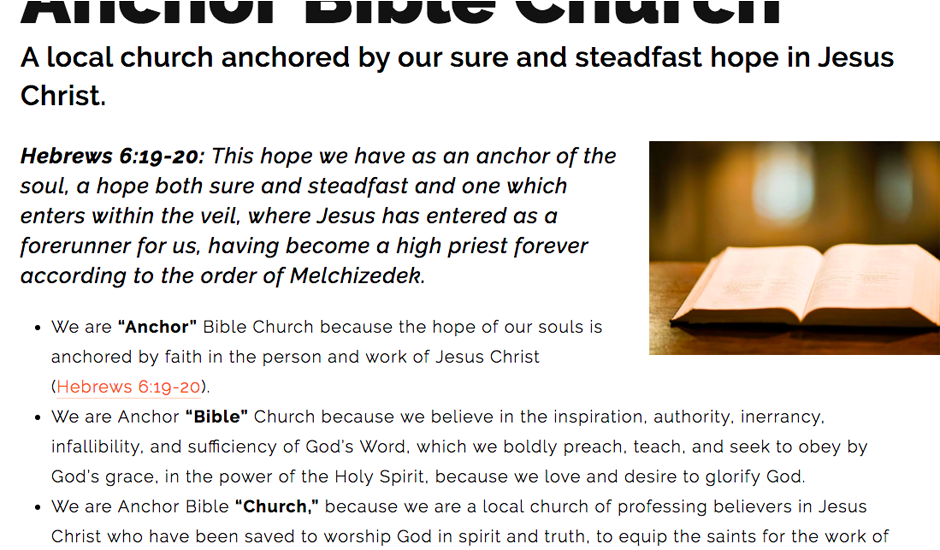 Anchor Bible Church
A local church anchored by our sure and steadfast hope in Jesus
Christ.
Hebrews 6:19-20: This hope we have as an anchor of the
soul, a hope both sure and steadfast and one which
enters within the veil, where Jesus has entered as a
forerunner for us, having become a high priest forever
according to the order of Melchizedek.
• We are “Anchor” Bible Church because the hope of our souls is
anchored by faith in the person and work of Jesus Christ
(Hebrews 6:19-20).
• We are Anchor “Bible” Church because we believe in the inspiration, authority, inerrancy,
infallibility, and sufficiency of God’s Word, which we boldly preach, teach, and seek to obey by
God’s grace, in the power of the Holy Spirit, because we love and desire to glorify God.
• We are Anchor Bible “Church,” because we are a local church of professing believers in Jesus
Christ who have been saved to worship God in spirit and truth, to equip the saints for the work of